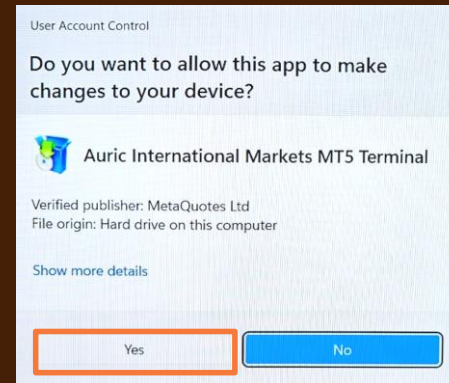 User Account Control
Do you want to allow this app to make
changes to your device?
Auric International Markets MT5 Terminal
Verified publisher: MetaQuotes Ltd
File origin: Hard drive on this computer
Show more details
Yes
No